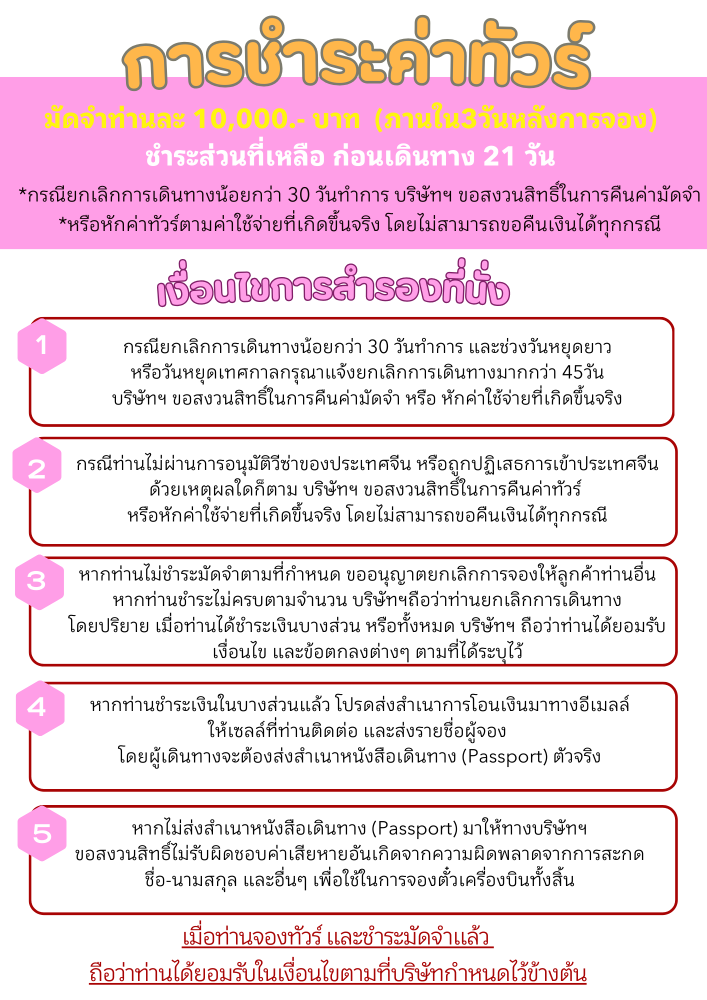 การชำระค่าทัวร์
มัดจำท่านละ 10,000.- บาท (ภานใน3วันหลังการจอง)
ชำระส่วนที่เหลือ ก่อนเดินทาง 21 วัน
*กรณียกเลิกการเดินทางน้อยกว่า 30 วันทำการ บริษัทฯ ขอสงวนสิทธิ์ในการคืนค่ามัดจำ
*หรือหักค่าทัวร์ตามค่าใช้จ่ายที่เกิดขึ้นจริง โดยไม่สามารถขอคืนเงินได้ทุกกรณี
เงื่อนไขการสำรองที่นั่ง
1
กรณียกเลิกการเดินทางน้อยกว่า 30 วันทำการ และช่วงวันหยุดยาว
หรือวันหยุดเทศกาลกรุณาแจ้งยกเลิกการเดินทางมากกว่า 45วัน
บริษัทฯ ขอสงวนสิทธิ์ในการคืนค่ามัดจำ หรือ หักค่าใช้จ่ายที่เกิดขึ้นจริง
2
กรณีท่านไม่ผ่านการอนุมัติวีซ่าของประเทศจีน หรือถูกปฏิเสธการเข้าประเทศจีน
ด้วยเหตุผลใดก็ตาม บริษัทฯ ขอสงวนสิทธิ์ในการคืนค่าทัวร์
หรือหักค่าใช้จ่ายที่เกิดขึ้นจริง โดยไม่สามารถขอคืนเงินได้ทุกกรณี
3
หากท่านไม่ชำระมัดจำตามที่กำหนด ขออนุญาตยกเลิกการจองให้ลูกค้าท่านอื่น
หากท่านชำระไม่ครบตามจำนวน บริษัทฯถือว่าท่านยกเลิกการเดินทาง
โดยปริยาย เมื่อท่านได้ชำระเงินบางส่วน หรือทั้งหมด บริษัทฯ ถือว่าท่านได้ยอมรับ
เงื่อนไข และข้อตกลงต่างๆ ตามที่ได้ระบุไว้
4
หากท่านชำระเงินในบางส่วนแล้ว โปรดส่งสำเนาการโอนเงินมาทางอีเมลล์
ให้เซลล์ที่ท่านติดต่อ และส่งรายชื่อผู้จอง
โดยผู้เดินทางจะต้องส่งสำเนาหนังสือเดินทาง (Passport) ตัวจริง
5
หากไม่ส่งสำเนาหนังสือเดินทาง (Passport) มาให้ทางบริษัทฯ
ขอสงวนสิทธิ์ไม่รับผิดชอบค่าเสียหายอันเกิดจากความผิดพลาดจากการสะกด
ชื่อ-นามสกุล และอื่นๆ เพื่อใช้ในการจองตั๋วเครื่องบินทั้งสิ้น
เมื่อท่านจองทัวร์ และชำระมัดจำแล้ว
ถือว่าท่านได้ยอมรับในเงื่อนไขตามที่บริษัทกำหนดไว้ข้างต้น